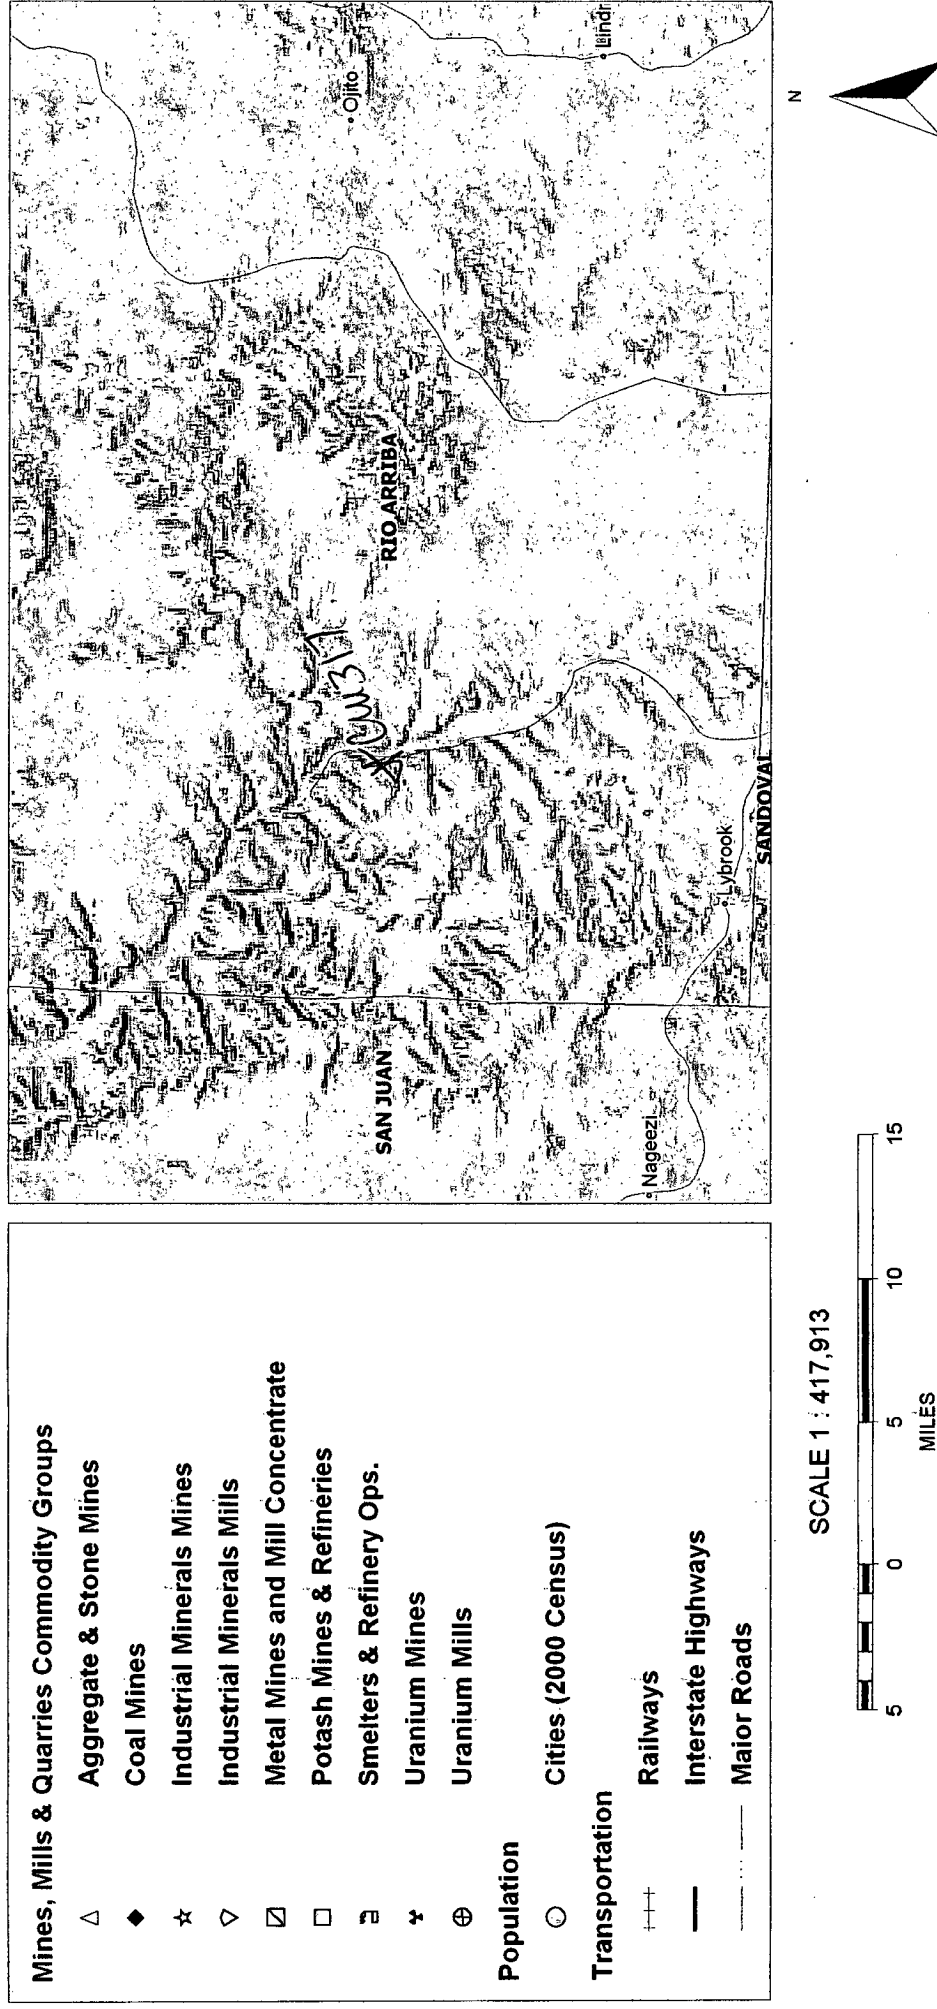 Mines, Mills & Quarries Commodity Groups
Aggregate & Stone Mines
Coal Mines
Industrial Minerals Mines
Industrial Minerals Mills
Metal Mines and Mill Concentrate
Potash Mines & Refineries
Smelters & Refinery Ops.
Uranium Mines
Uranium Mills
Population
Cities (2000 Census)
Transportation
Railways
Interstate Highways
Major Roads
SAN JUAN
Nageezi
RIO ARRIBA
Ojito
Lindr
Lybrook
SANDOVAL
SCALE 1 : 417,913
5 0 5 10 15
MILES
N